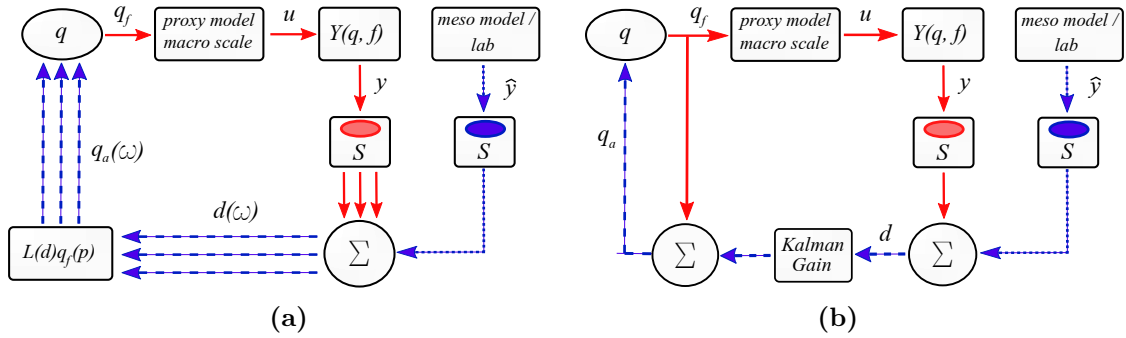 q
q_f
proxy model
macro scale
u
Y(q, f)
meso model /
lab
y
ŷ
S
S
q_a(ω)
d(ω)
L(d)q_f(p)
Σ
(a)
q
q_f
proxy model
macro scale
u
Y(q, f)
meso model /
lab
y
ŷ
S
S
q_a
Σ
Kalman
Gain
d
Σ
(b)